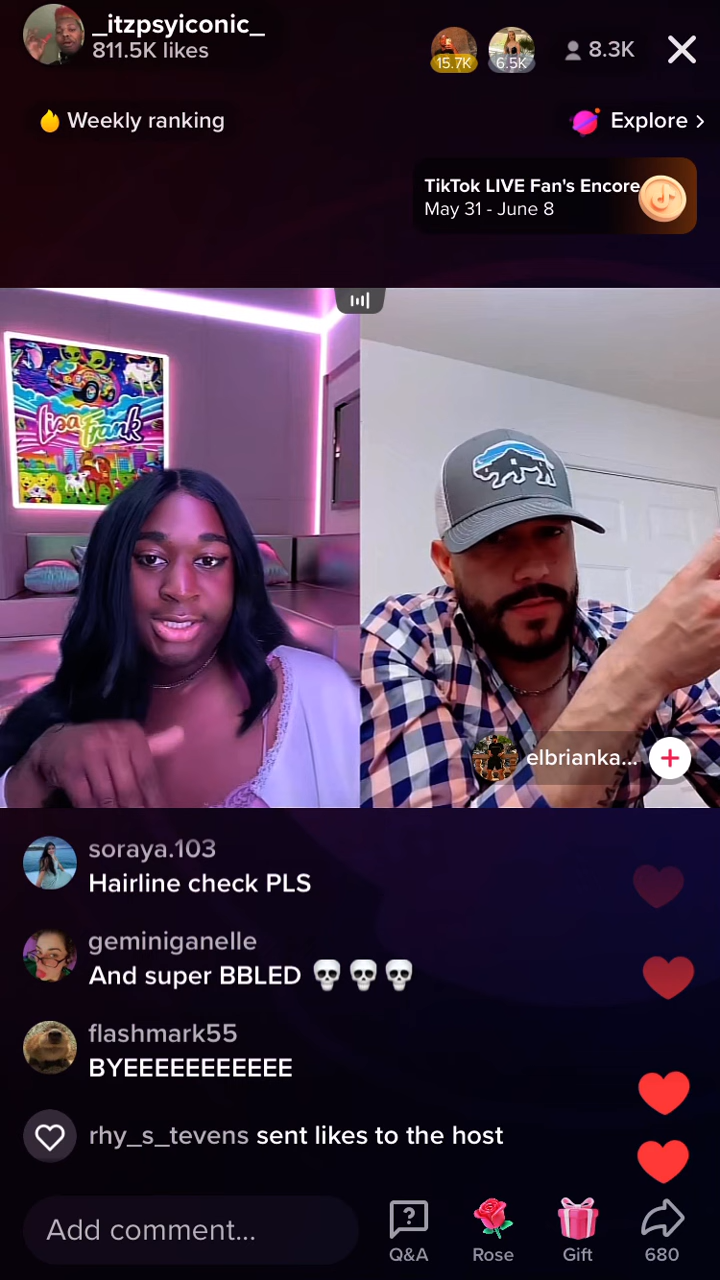 _itzpsyiconic_
811.5K likes
15.7K
6.5K
8.3K
Weekly ranking
Explore >
TikTok LIVE Fan's Encore
May 31 - June 8
Lisa Frank
elbrianka...
soraya.103
Hairline check PLS
geminiganelle
And super BBLED 💀💀💀
flashmark55
BYEEEEEEEEEEE
rhy_s_tevens sent likes to the host
Add comment...
Q&A
Rose
Gift
680